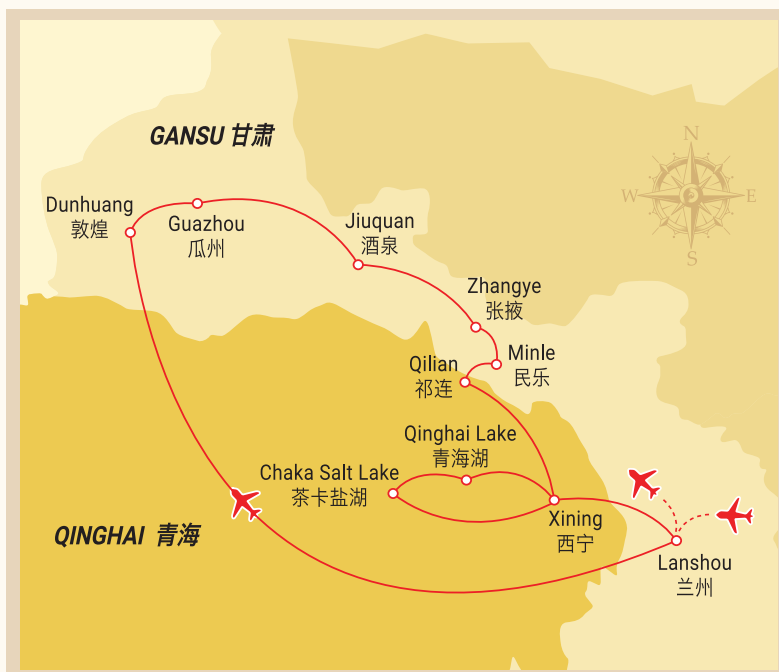 GANSU 甘肃
N
W
E
S
Dunhuang
敦煌
Guazhou
瓜州
Jiuquan
酒泉
Zhangye
张掖
Minle
民乐
Qilian
祁连
Qinghai Lake
青海湖
Chaka Salt Lake
茶卡盐湖
Xining
西宁
QINGHAI 青海
Lanshou
兰州